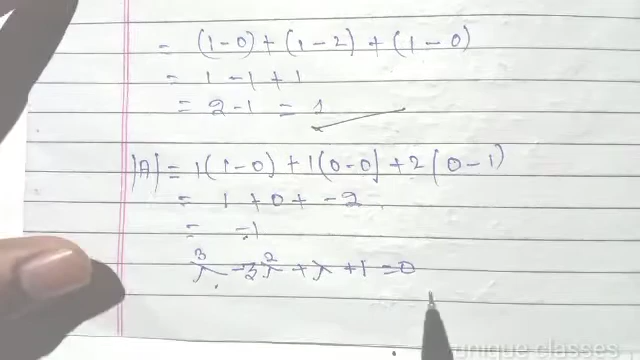 = (1-0) + (1-2) + (1-0)
= 1 -1 +1
= 2-1 = 1
|A| = 1(1-0) + 1(0-0) + 2(0-1)
= 1 + 0 + -2
= -1
λ³ -3λ² + λ + 1 = 0
unique classes